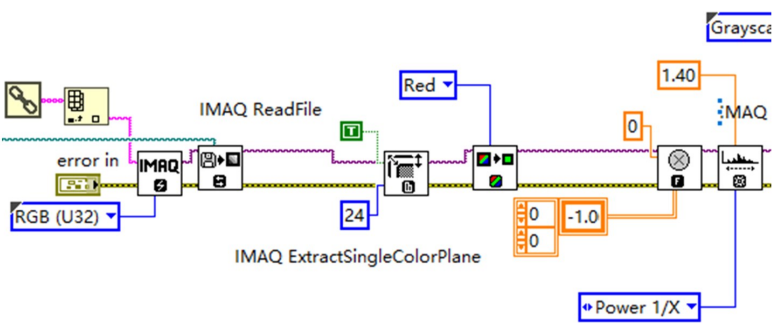 Graysca
1.40
Red
IMAQ ReadFile
T
0
IMAQ
error in
IMAQ
RGB (U32)
24
0
-1.0
0
IMAQ ExtractSingleColorPlane
Power 1/X